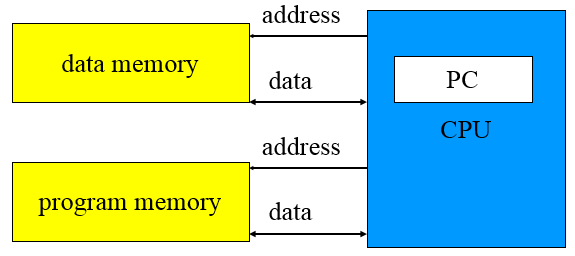 address
data memory
data
PC
CPU
address
program memory
data